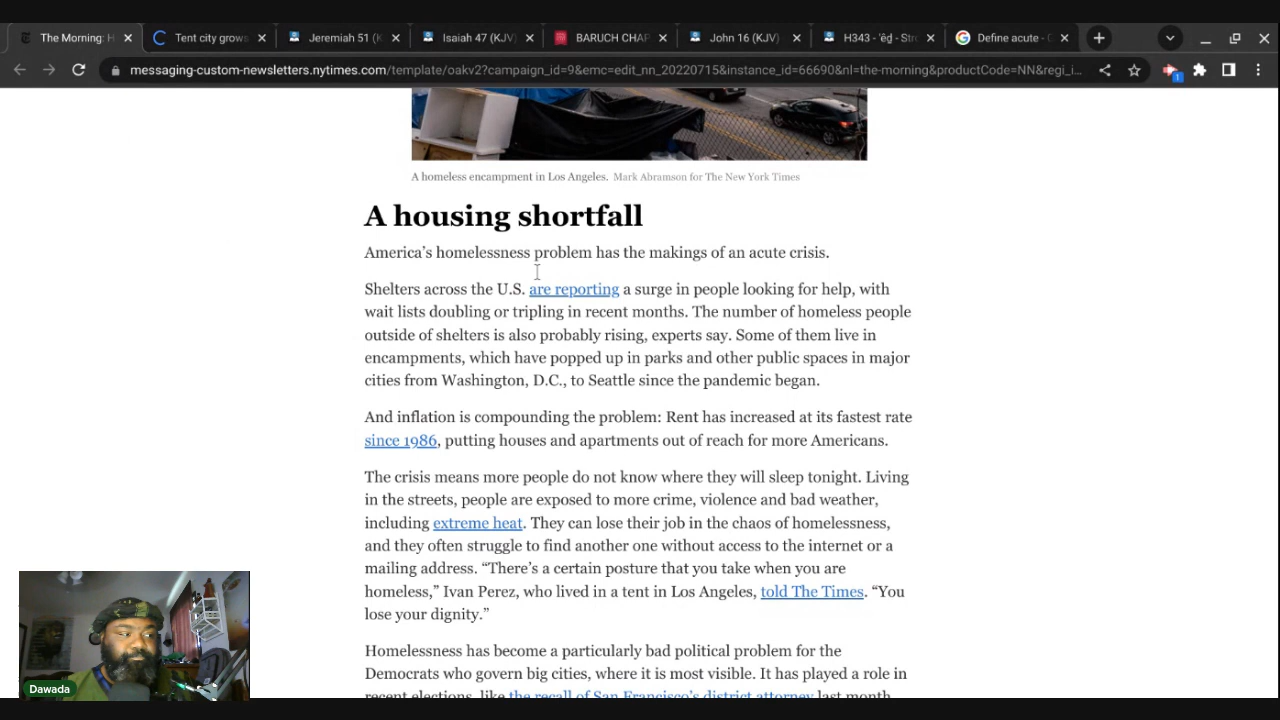 The Morning: H
Tent city grows
Jeremiah 51 (K
Isaiah 47 (KJV)
BARUCH CHAP
John 16 (KJV)
H343 - 'êḏ - Stro
Define acute - G
messaging-custom-newsletters.nytimes.com/template/oakv2?campaign_id=9&emc=edit_nn_20220715&instance_id=66690&nl=the-morning&productCode=NN&regi_i...
1
A homeless encampment in Los Angeles. Mark Abramson for The New York Times
A housing shortfall
America's homelessness problem has the makings of an acute crisis.
Shelters across the U.S. are reporting a surge in people looking for help, with
wait lists doubling or tripling in recent months. The number of homeless people
outside of shelters is also probably rising, experts say. Some of them live in
encampments, which have popped up in parks and other public spaces in major
cities from Washington, D.C., to Seattle since the pandemic began.
And inflation is compounding the problem: Rent has increased at its fastest rate
since 1986, putting houses and apartments out of reach for more Americans.
The crisis means more people do not know where they will sleep tonight. Living
in the streets, people are exposed to more crime, violence and bad weather,
including extreme heat. They can lose their job in the chaos of homelessness,
and they often struggle to find another one without access to the internet or a
mailing address. “There's a certain posture that you take when you are
homeless,” Ivan Perez, who lived in a tent in Los Angeles, told The Times. “You
lose your dignity.”
Homelessness has become a particularly bad political problem for the
Democrats who govern big cities, where it is most visible. It has played a role in
recent elections, like the recall of San Francisco's district attorney last month.
Dawada